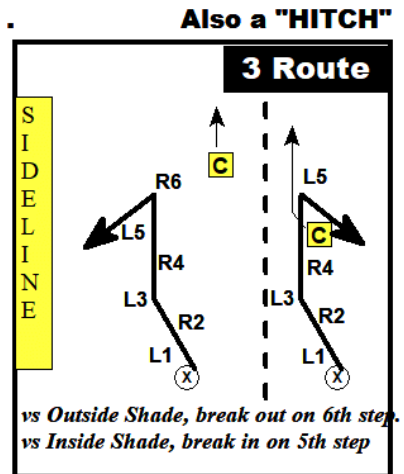 . Also a "HITCH"
3 Route
S
I
D
E
L
I
N
E
C
R6
L5
R4
L3
R2
L1
X
L5
C
R4
L3
R2
L1
X
vs Outside Shade, break out on 6th step.
vs Inside Shade, break in on 5th step